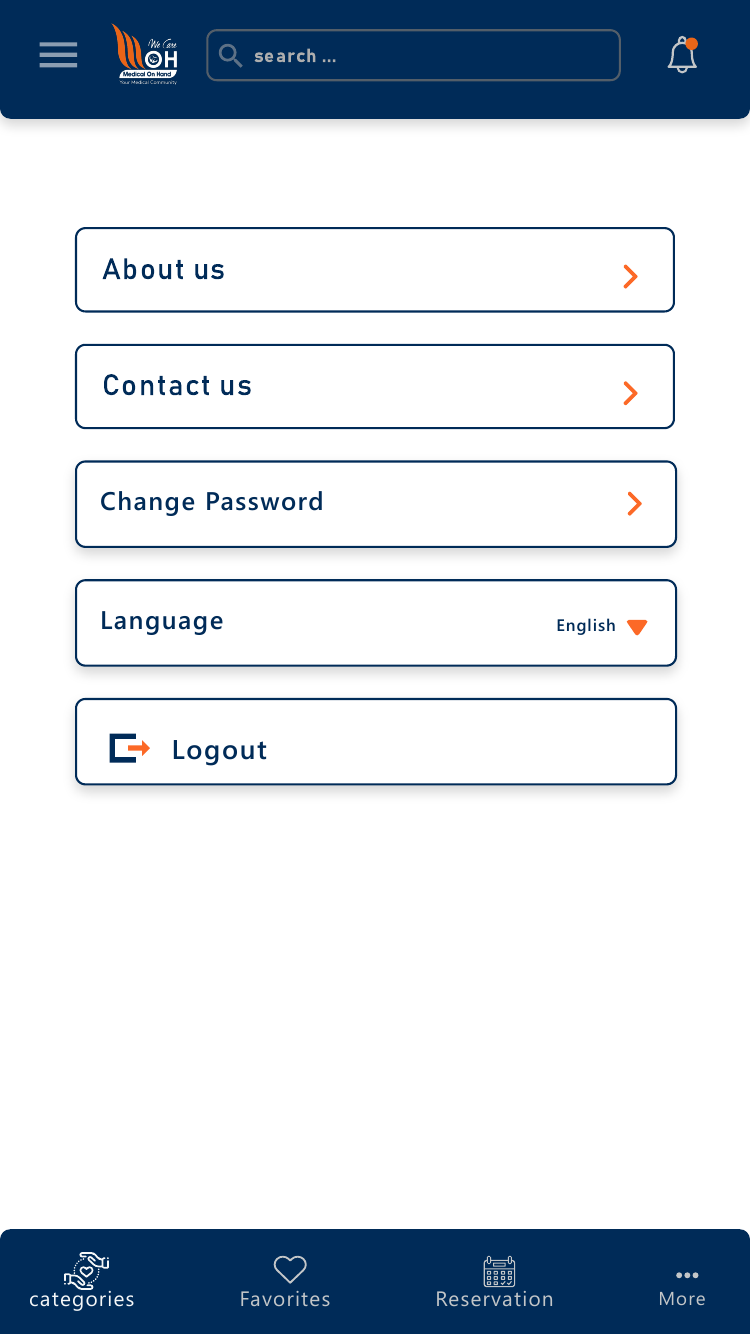 We Care
OH
Medical On Hand
Your Medical Community
search ...
About us
Contact us
Change Password
Language
English
Logout
categories
Favorites
Reservation
More